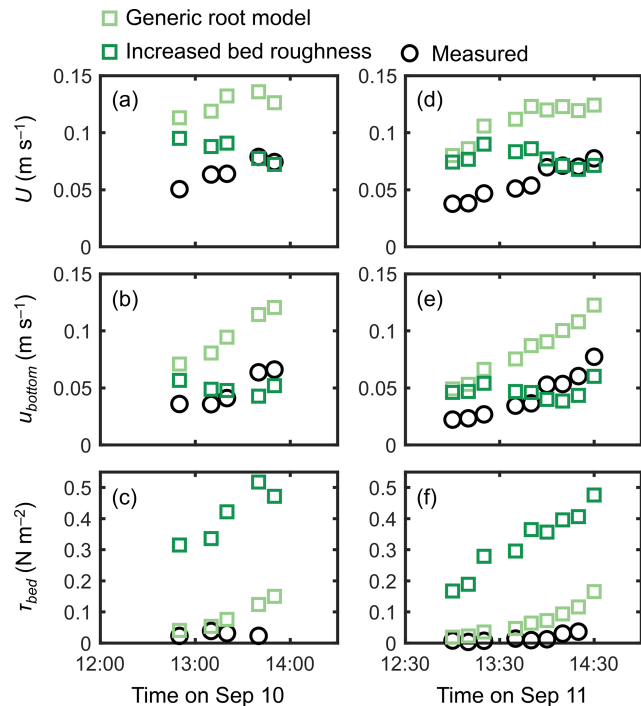 Generic root model
Increased bed roughness
Measured
0.15
(a)
(d)
0.15
0.1
0.1
U (m s⁻¹)
0.05
0.05
0
0
0.15
(b)
(e)
0.15
0.1
0.1
u_bottom (m s⁻¹)
0.05
0.05
0
0
0.5
(c)
(f)
0.5
0.4
0.4
0.3
0.3
τ_bed (N m⁻²)
0.2
0.2
0.1
0.1
0
0
12:00 13:00 14:00
12:30 13:30 14:30
Time on Sep 10
Time on Sep 11